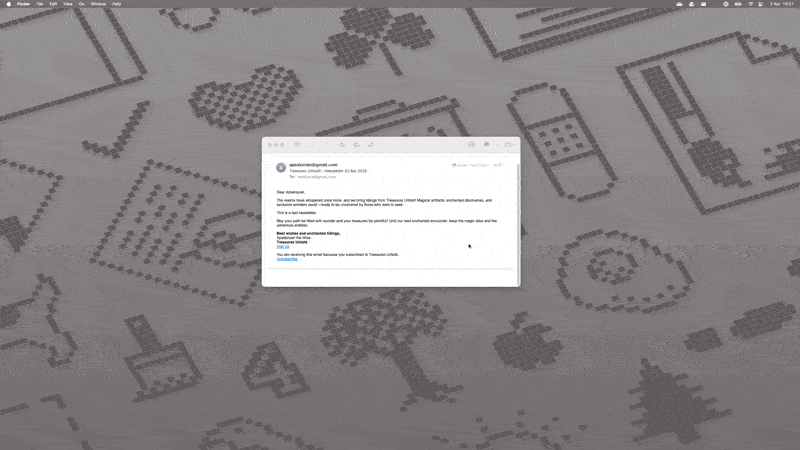 Finder File Edit View Go Window Help
2 Apr 15:21
apeskinian@gmail.com
Treasures Untold! - Newsletter 02 Apr 2025
To:
Dear Adventurer,
The realms have whispered once more, and we bring tidings from Treasures Untold! Magical artifacts, enchanted discoveries, and
exclusive wonders await—ready to be uncovered by those who dare to seek.
This is a test newsletter.
May your path be filled with wonder and your treasures be plentiful! Until our next enchanted encounter, keep the magic alive and the
adventure endless.
Best wishes and enchanted tidings,
Apeskinian the Wise
Treasures Untold
Visit Us
You are receiving this email because you subscribed to Treasures Untold!.
Unsubscribe